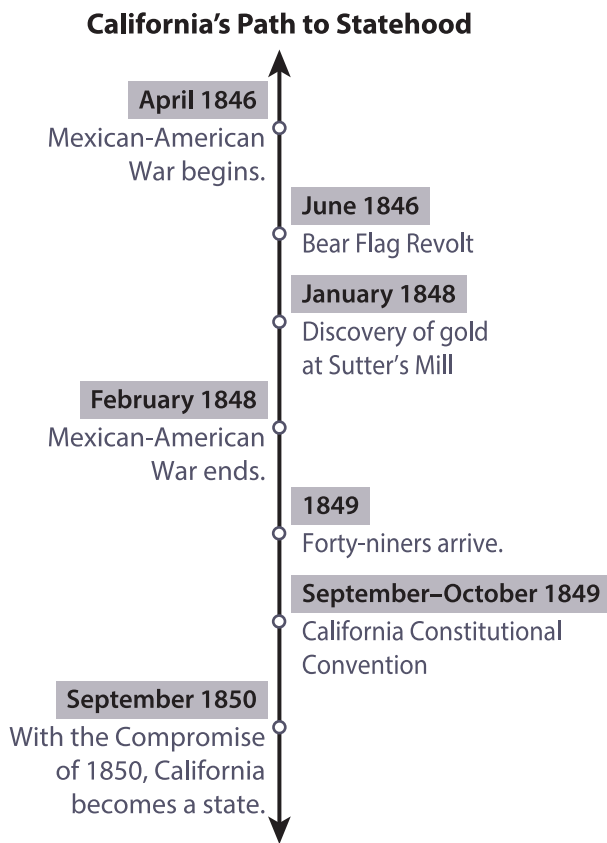 California’s Path to Statehood
April 1846
Mexican-American
War begins.
June 1846
Bear Flag Revolt
January 1848
Discovery of gold
at Sutter’s Mill
February 1848
Mexican-American
War ends.
1849
Forty-niners arrive.
September–October 1849
California Constitutional
Convention
September 1850
With the Compromise
of 1850, California
becomes a state.